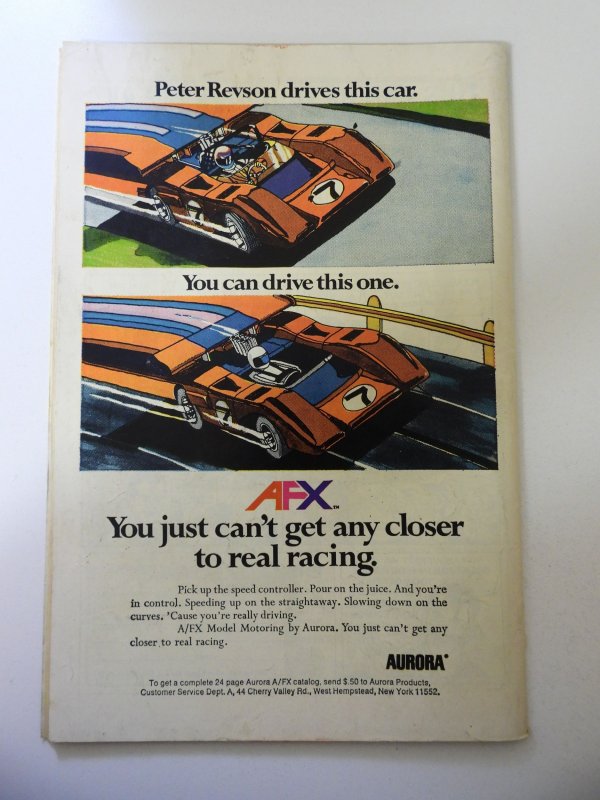 Peter Revson drives this car.
7
7
You can drive this one.
7
7
AFX™
You just can't get any closer
to real racing.
Pick up the speed controller. Pour on the juice. And you're
in control. Speeding up on the straightaway. Slowing down on the
curves. 'Cause you're really driving.
A/FX Model Motoring by Aurora. You just can't get any
closer to real racing.
AURORA®
To get a complete 24 page Aurora A/FX catalog, send $.50 to Aurora Products,
Customer Service Dept. A, 44 Cherry Valley Rd., West Hempstead, New York 11552.